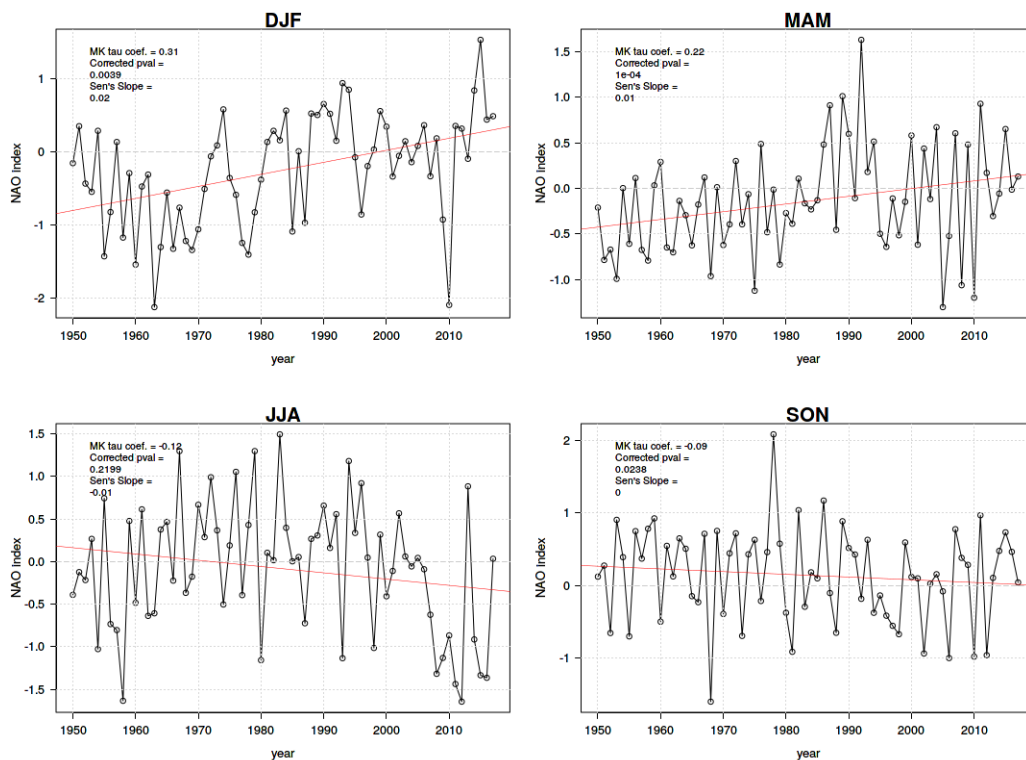 DJF
MK tau coef. = 0.31
Corrected pval =
0.0039
Sen's Slope =
0.02
1
0
-1
-2
NAO Index
1950 1960 1970 1980 1990 2000 2010
year
MAM
MK tau coef. = 0.22
Corrected pval =
1e-04
Sen's Slope =
0.01
1.5
1.0
0.5
0.0
-0.5
-1.0
NAO Index
1950 1960 1970 1980 1990 2000 2010
year
JJA
MK tau coef. = -0.12
Corrected pval =
0.2199
Sen's Slope =
-0.01
1.5
1.0
0.5
0.0
-0.5
-1.0
-1.5
NAO Index
1950 1960 1970 1980 1990 2000 2010
year
SON
MK tau coef. = -0.09
Corrected pval =
0.0238
Sen's Slope =
0
2
1
0
-1
NAO Index
1950 1960 1970 1980 1990 2000 2010
year